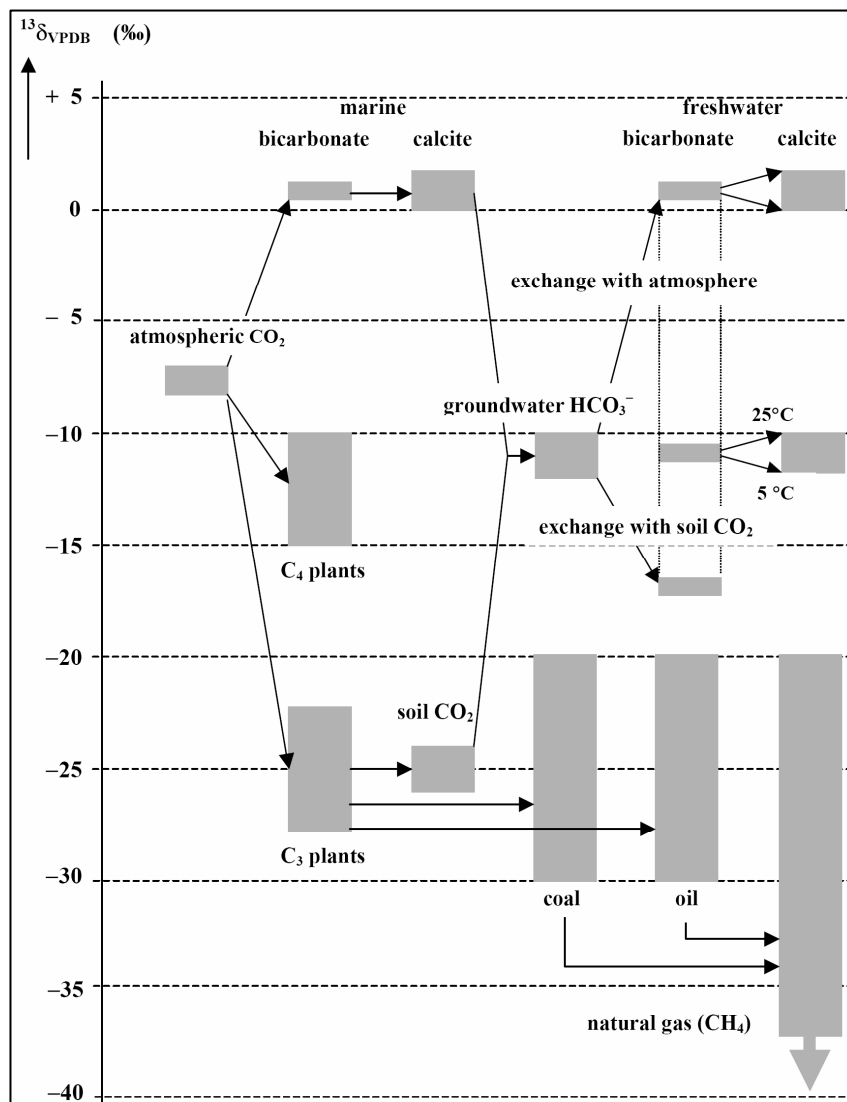 ¹³δVPDB (‰)
+ 5
marine
freshwater
bicarbonate
calcite
bicarbonate
calcite
0
exchange with atmosphere
– 5
atmospheric CO₂
groundwater HCO₃⁻
25°C
–10
5 °C
exchange with soil CO₂
–15
C₄ plants
–20
soil CO₂
–25
C₃ plants
–30
coal
oil
–35
natural gas (CH₄)
–40